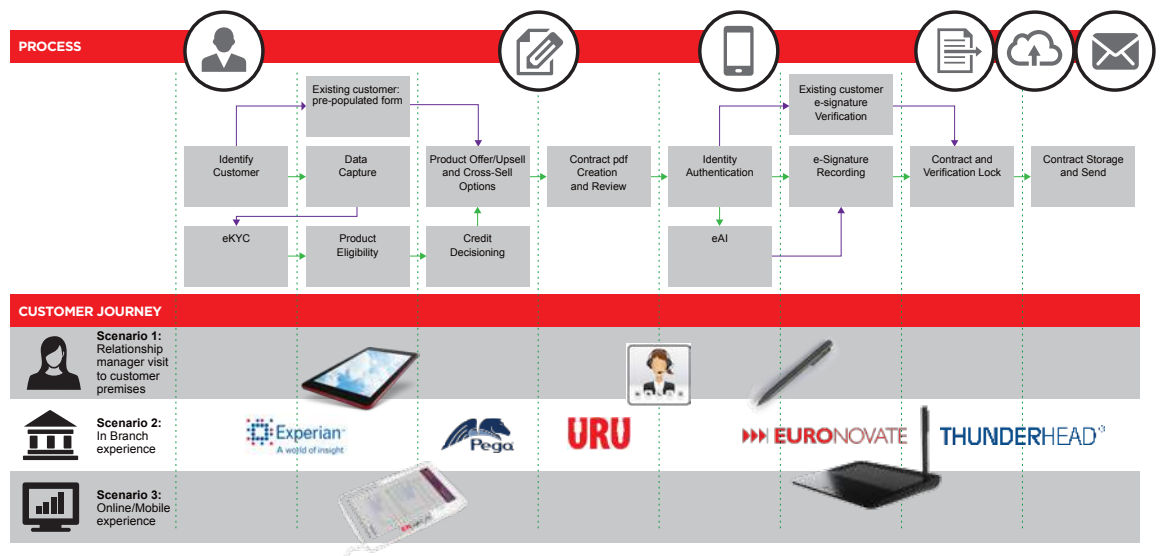 PROCESS
Existing customer:
pre-populated form
Existing customer
e-signature
Verification
Identify
Customer
Data
Capture
Product Offer/Upsell
and Cross-Sell
Options
Contract pdf
Creation
and Review
Identity
Authentication
e-Signature
Recording
Contract and
Verification Lock
Contract Storage
and Send
eKYC
Product
Eligibility
Credit
Decisioning
eAI
CUSTOMER JOURNEY
Scenario 1:
Relationship
manager visit
to customer
premises
Scenario 2:
In Branch
experience
Experian
A world of insight
Pega
URU
EURONOVATE
THUNDERHEAD
Scenario 3:
Online/Mobile
experience